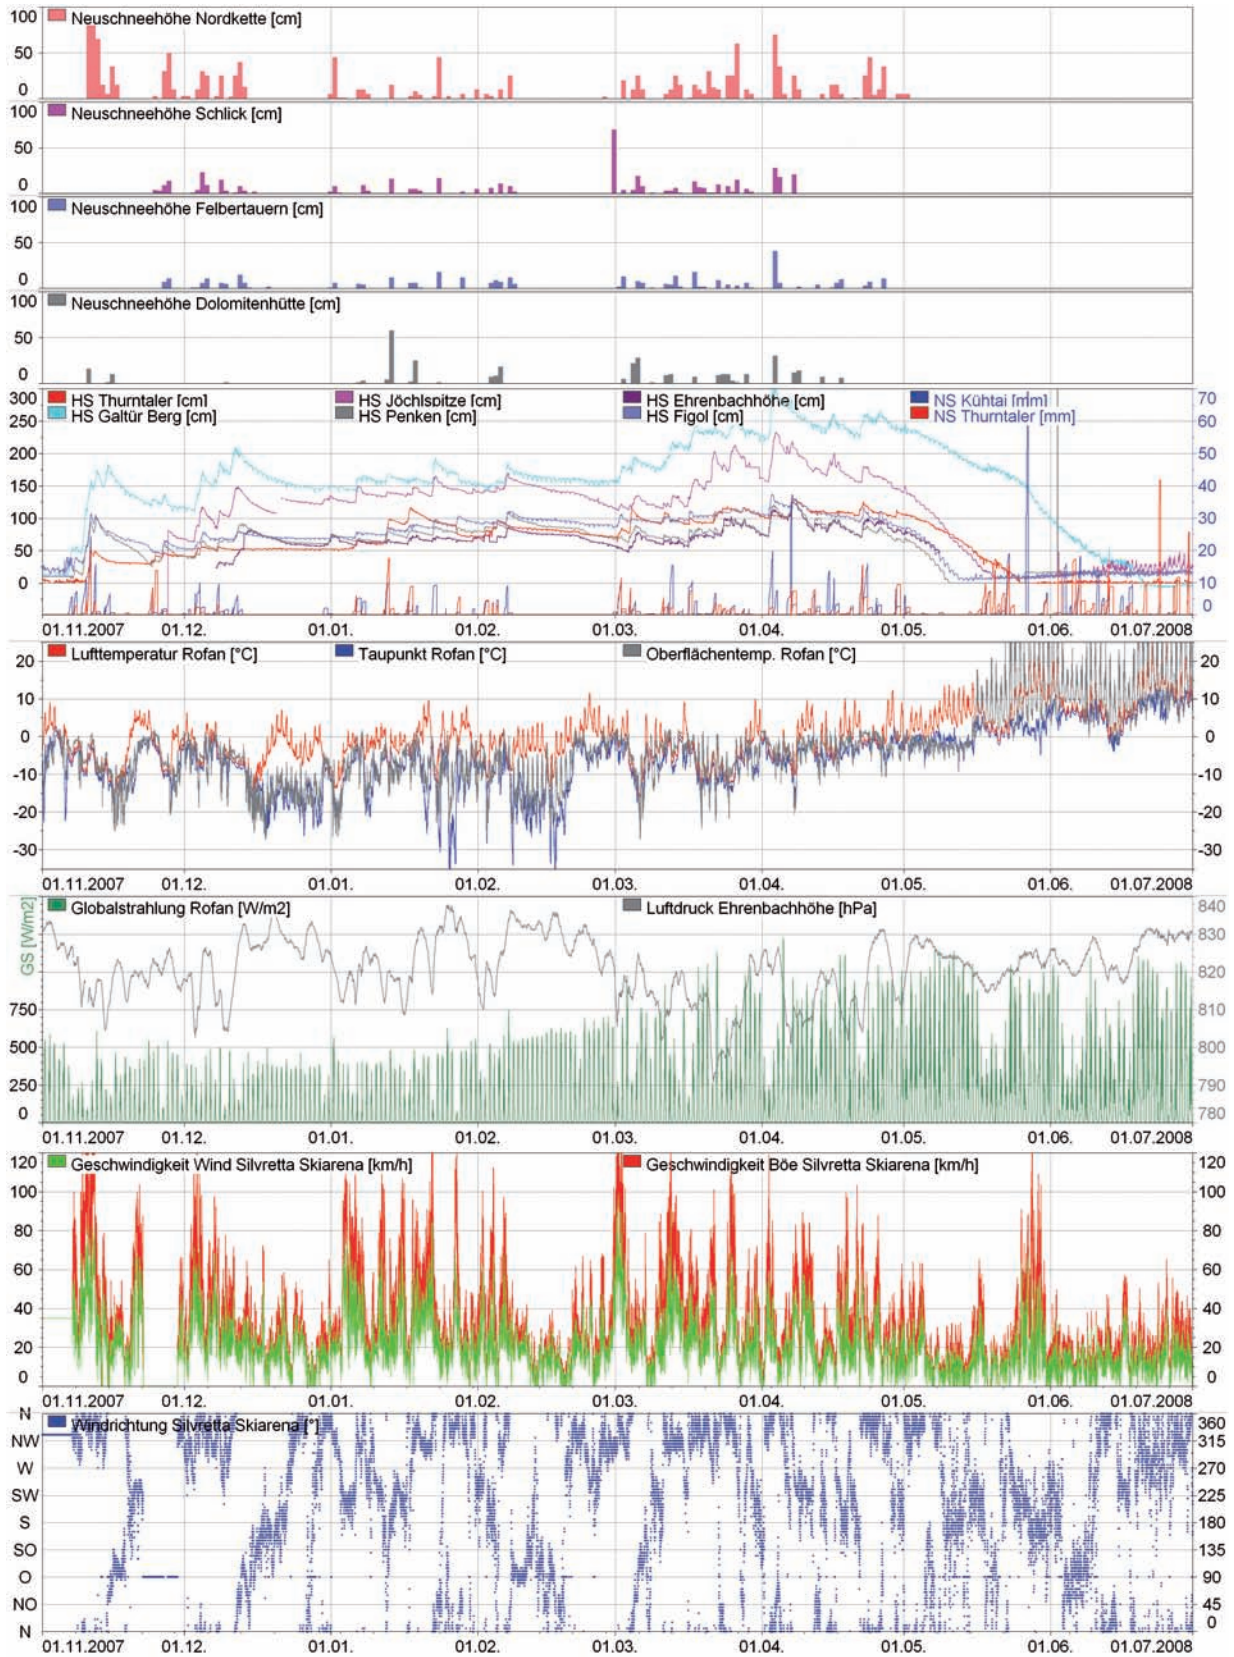 100 Neuschneehöhe Nordkette [cm]
50
0
100 Neuschneehöhe Schlick [cm]
50
0
100 Neuschneehöhe Felbertauern [cm]
50
0
100 Neuschneehöhe Dolomitenhütte [cm]
50
0
300 HS Thurntaler [cm] HS Jöchlspitze [cm] HS Ehrenbachhöhe [cm] NS Kühtai [mm] 70
HS Galtür Berg [cm] HS Penken [cm] HS Figol [cm] NS Thurntaler [mm]
250 60
200 50
150 40
100 30
50 20
0 10
0
01.11.2007 01.12. 01.01. 01.02. 01.03. 01.04. 01.05. 01.06. 01.07.2008
20 Lufttemperatur Rofan [°C] Taupunkt Rofan [°C] Oberflächentemp. Rofan [°C] 20
10 10
0 0
-10 -10
-20 -20
-30 -30
01.11.2007 01.12. 01.01. 01.02. 01.03. 01.04. 01.05. 01.06. 01.07.2008
GS [W/m2] Globalstrahlung Rofan [W/m2] Luftdruck Ehrenbachhöhe [hPa] 840
830
820
750 810
500 800
250 790
0 780
01.11.2007 01.12. 01.01. 01.02. 01.03. 01.04. 01.05. 01.06. 01.07.2008
120 Geschwindigkeit Wind Silvretta Skiarena [km/h] Geschwindigkeit Böe Silvretta Skiarena [km/h] 120
100 100
80 80
60 60
40 40
20 20
0 0
01.11.2007 01.12. 01.01. 01.02. 01.03. 01.04. 01.05. 01.06. 01.07.2008
N Windrichtung Silvretta Skiarena [°] 360
NW 315
W 270
SW 225
S 180
SO 135
O 90
NO 45
N 0
01.11.2007 01.12. 01.01. 01.02. 01.03. 01.04. 01.05. 01.06. 01.07.2008